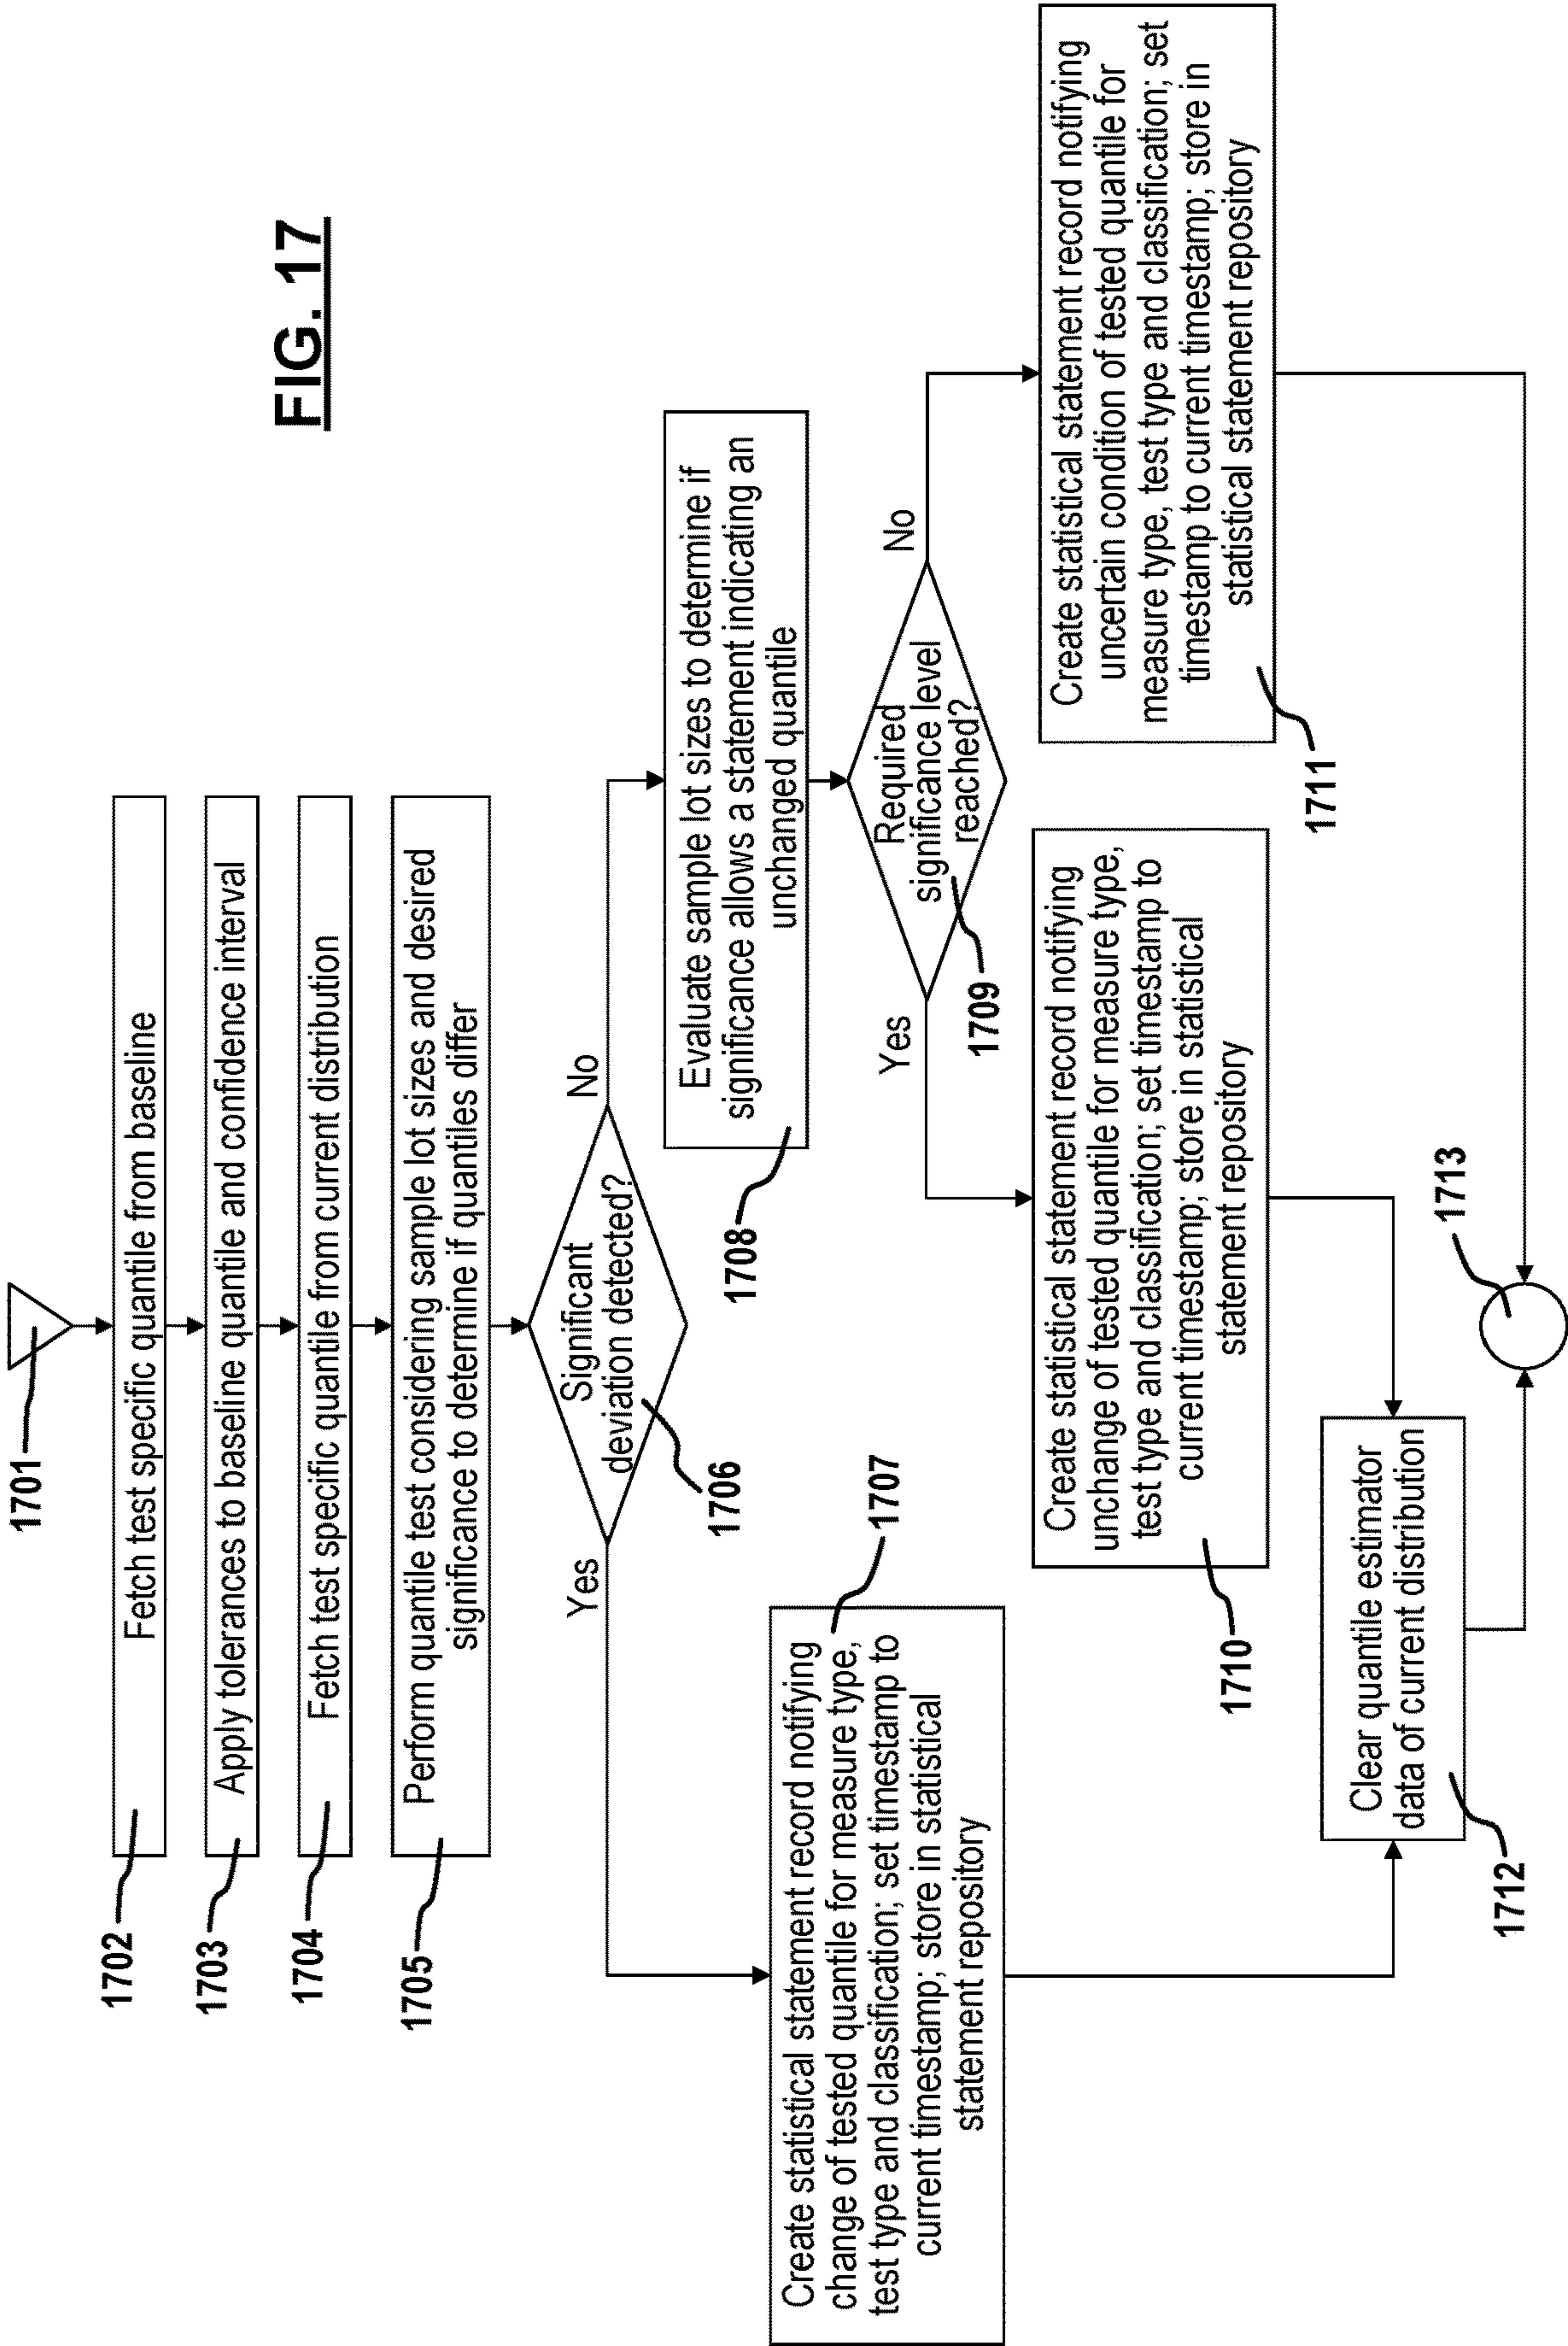 FIG. 17
1701
Fetch test specific quantile from baseline
1702
Apply tolerances to baseline quantile and confidence interval
1703
Fetch test specific quantile from current distribution
1704
Perform quantile test considering sample lot sizes and desired
significance to determine if quantiles differ
1705
Significant
deviation detected?
1706
Yes
No
Create statistical statement record notifying
change of tested quantile for measure type,
test type and classification; set timestamp to
current timestamp; store in statistical
statement repository
1707
Evaluate sample lot sizes to determine if
significance allows a statement indicating an
unchanged quantile
1708
Required
significance level
reached?
1709
Yes
No
Create statistical statement record notifying
unchange of tested quantile for measure type,
test type and classification; set timestamp to
current timestamp; store in statistical
statement repository
1710
Create statistical statement record notifying
uncertain condition of tested quantile for
measure type, test type and classification; set
timestamp to current timestamp; store in
statistical statement repository
1711
Clear quantile estimator
data of current distribution
1712
1713